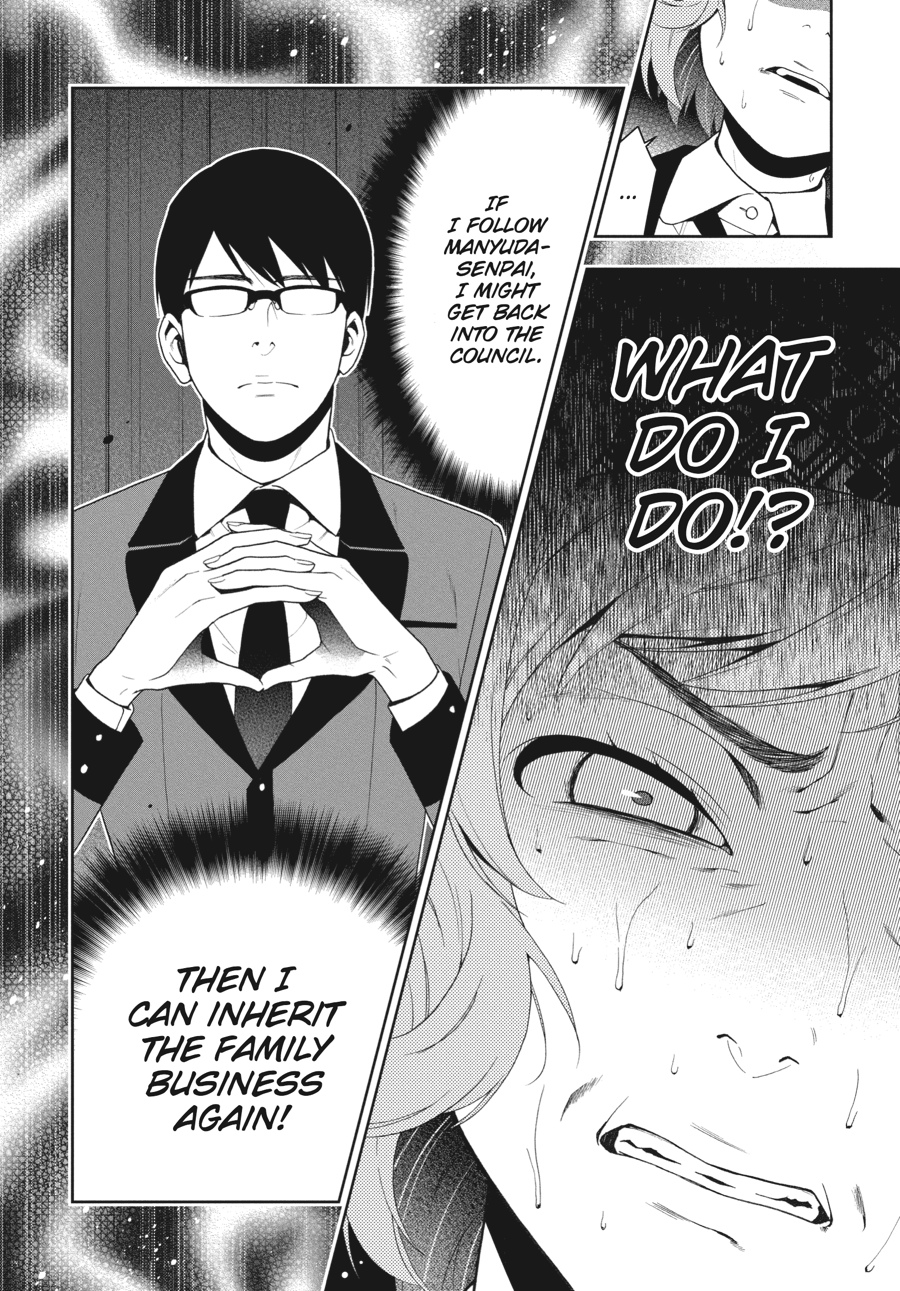 ...
WHAT
DO I
DO!?
IF
I FOLLOW
MANYUDA-
SENPAI,
I MIGHT
GET BACK
INTO THE
COUNCIL.
THEN I
CAN INHERIT
THE FAMILY
BUSINESS
AGAIN!